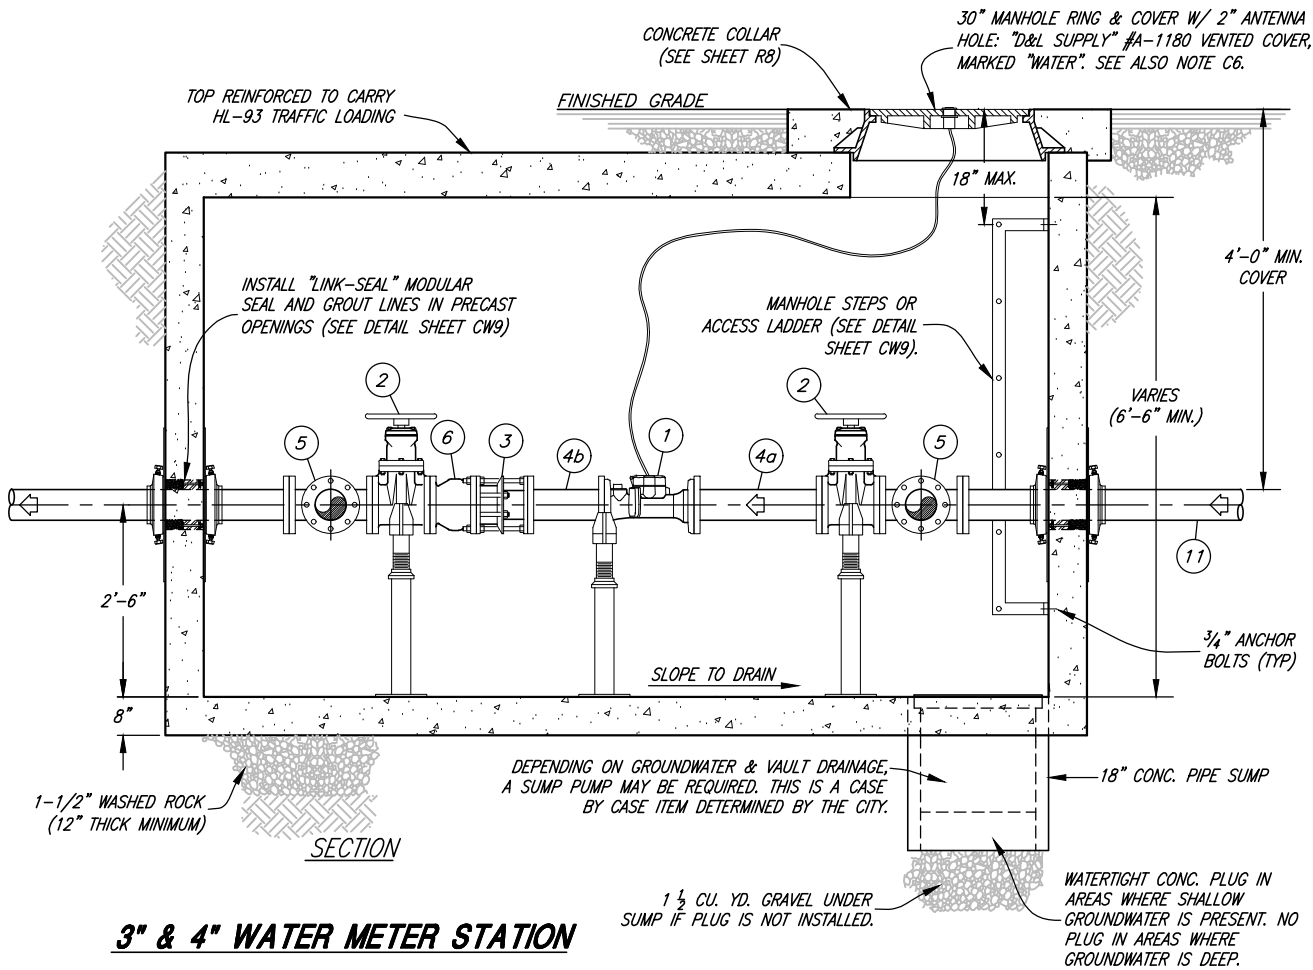 30" MANHOLE RING & COVER W/ 2" ANTENNA
HOLE: "D&L SUPPLY" #A-1180 VENTED COVER,
MARKED "WATER". SEE ALSO NOTE C6.
CONCRETE COLLAR
(SEE SHEET R8)
TOP REINFORCED TO CARRY
HL-93 TRAFFIC LOADING
FINISHED GRADE
18" MAX.
4'-0" MIN.
COVER
INSTALL "LINK-SEAL" MODULAR
SEAL AND GROUT LINES IN PRECAST
OPENINGS (SEE DETAIL SHEET CW9)
MANHOLE STEPS OR
ACCESS LADDER (SEE DETAIL
SHEET CW9).
VARIES
(6'-6" MIN.)
2
2
5
6
3
4b
1
4a
5
11
2'-6"
3/4" ANCHOR
BOLTS (TYP)
SLOPE TO DRAIN
8"
DEPENDING ON GROUNDWATER & VAULT DRAINAGE,
A SUMP PUMP MAY BE REQUIRED. THIS IS A CASE
BY CASE ITEM DETERMINED BY THE CITY.
18" CONC. PIPE SUMP
1-1/2" WASHED ROCK
(12" THICK MINIMUM)
SECTION
1 1/2 CU. YD. GRAVEL UNDER
SUMP IF PLUG IS NOT INSTALLED.
WATERTIGHT CONC. PLUG IN
AREAS WHERE SHALLOW
GROUNDWATER IS PRESENT. NO
PLUG IN AREAS WHERE
GROUNDWATER IS DEEP.
3" & 4" WATER METER STATION